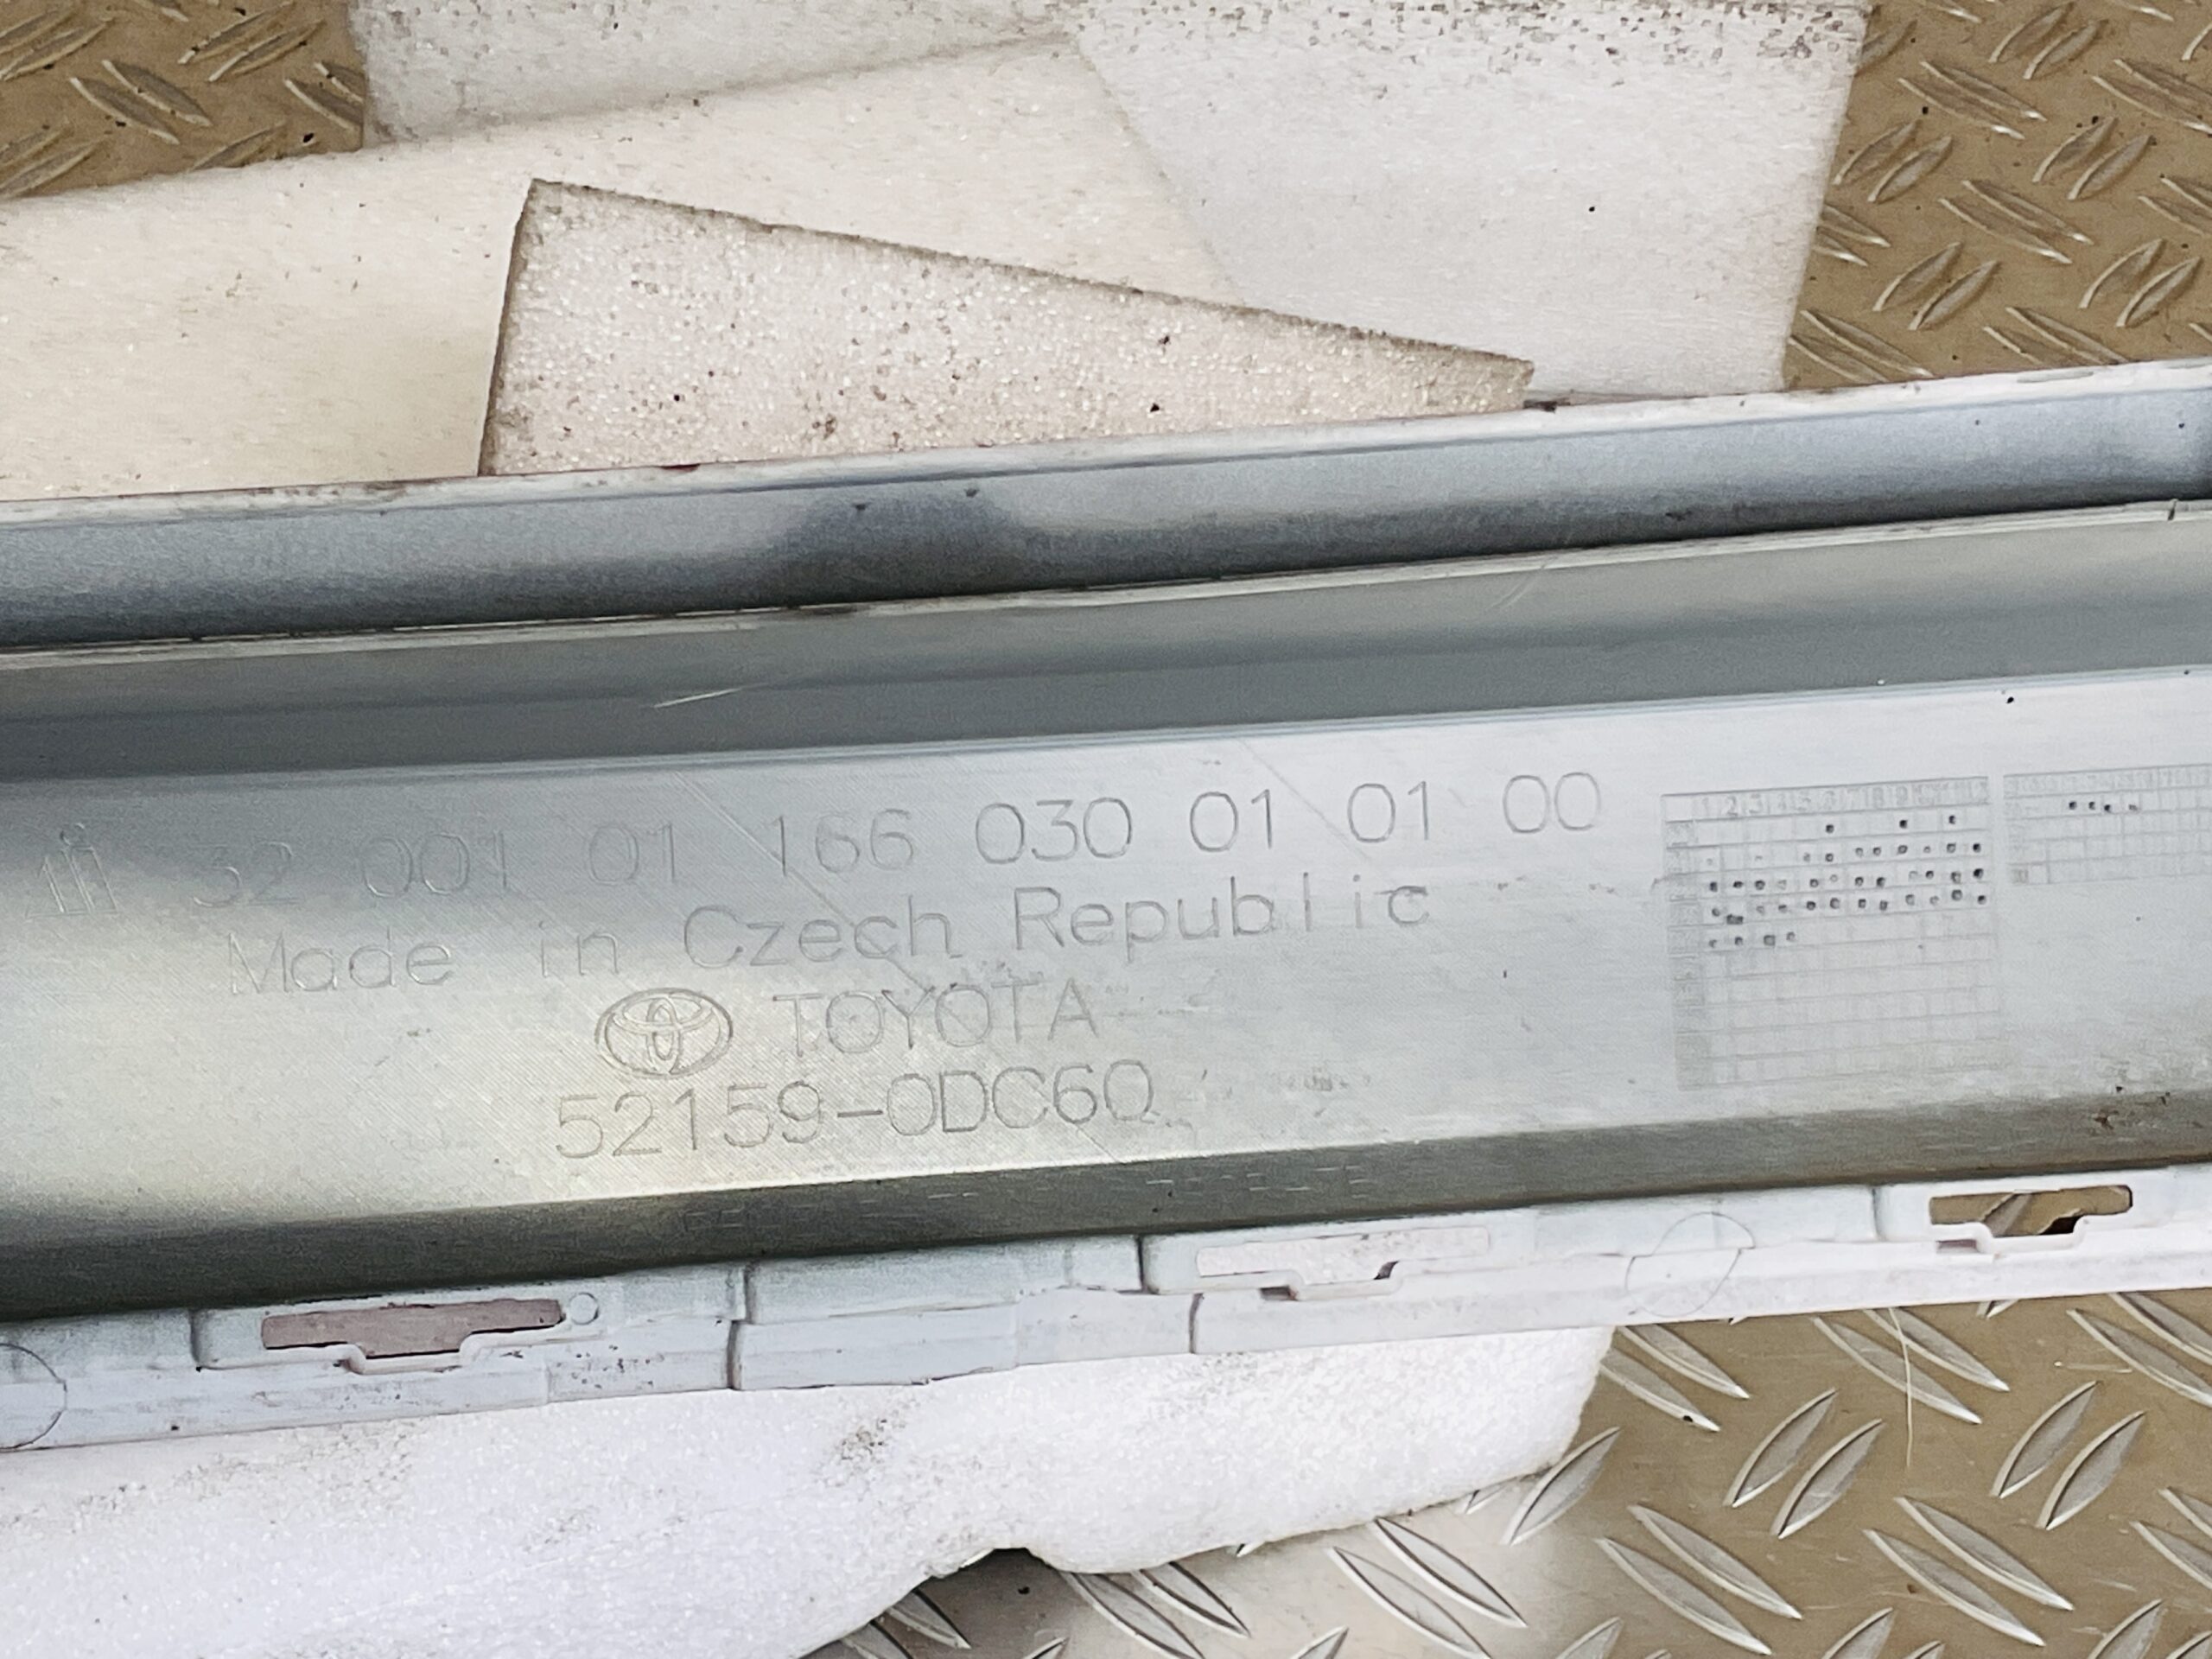 32 001 01 166 030 01 01 00
Made in Czech Republic
TOYOTA
52159-0DC60